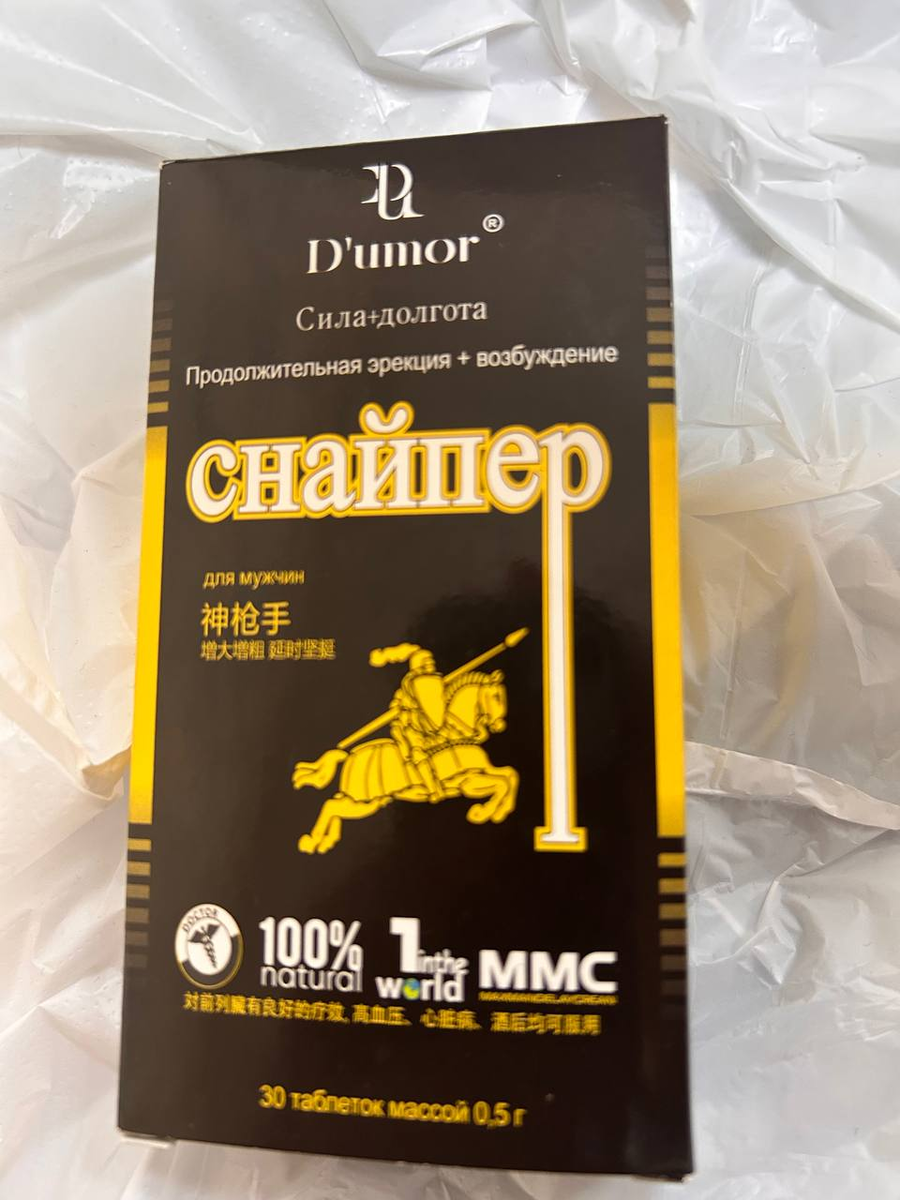 D'umor®
Сила+долгота
Продолжительная эрекция + возбуждение
снайпер
для мужчин
神枪手
增大增粗 延时坚挺
DOCTOR
100%
natural
1 in the
world
MMC
对前列臓有良好的疗效, 高血压、心脏病、酒后均可服用
30 таблеток массой 0,5 г